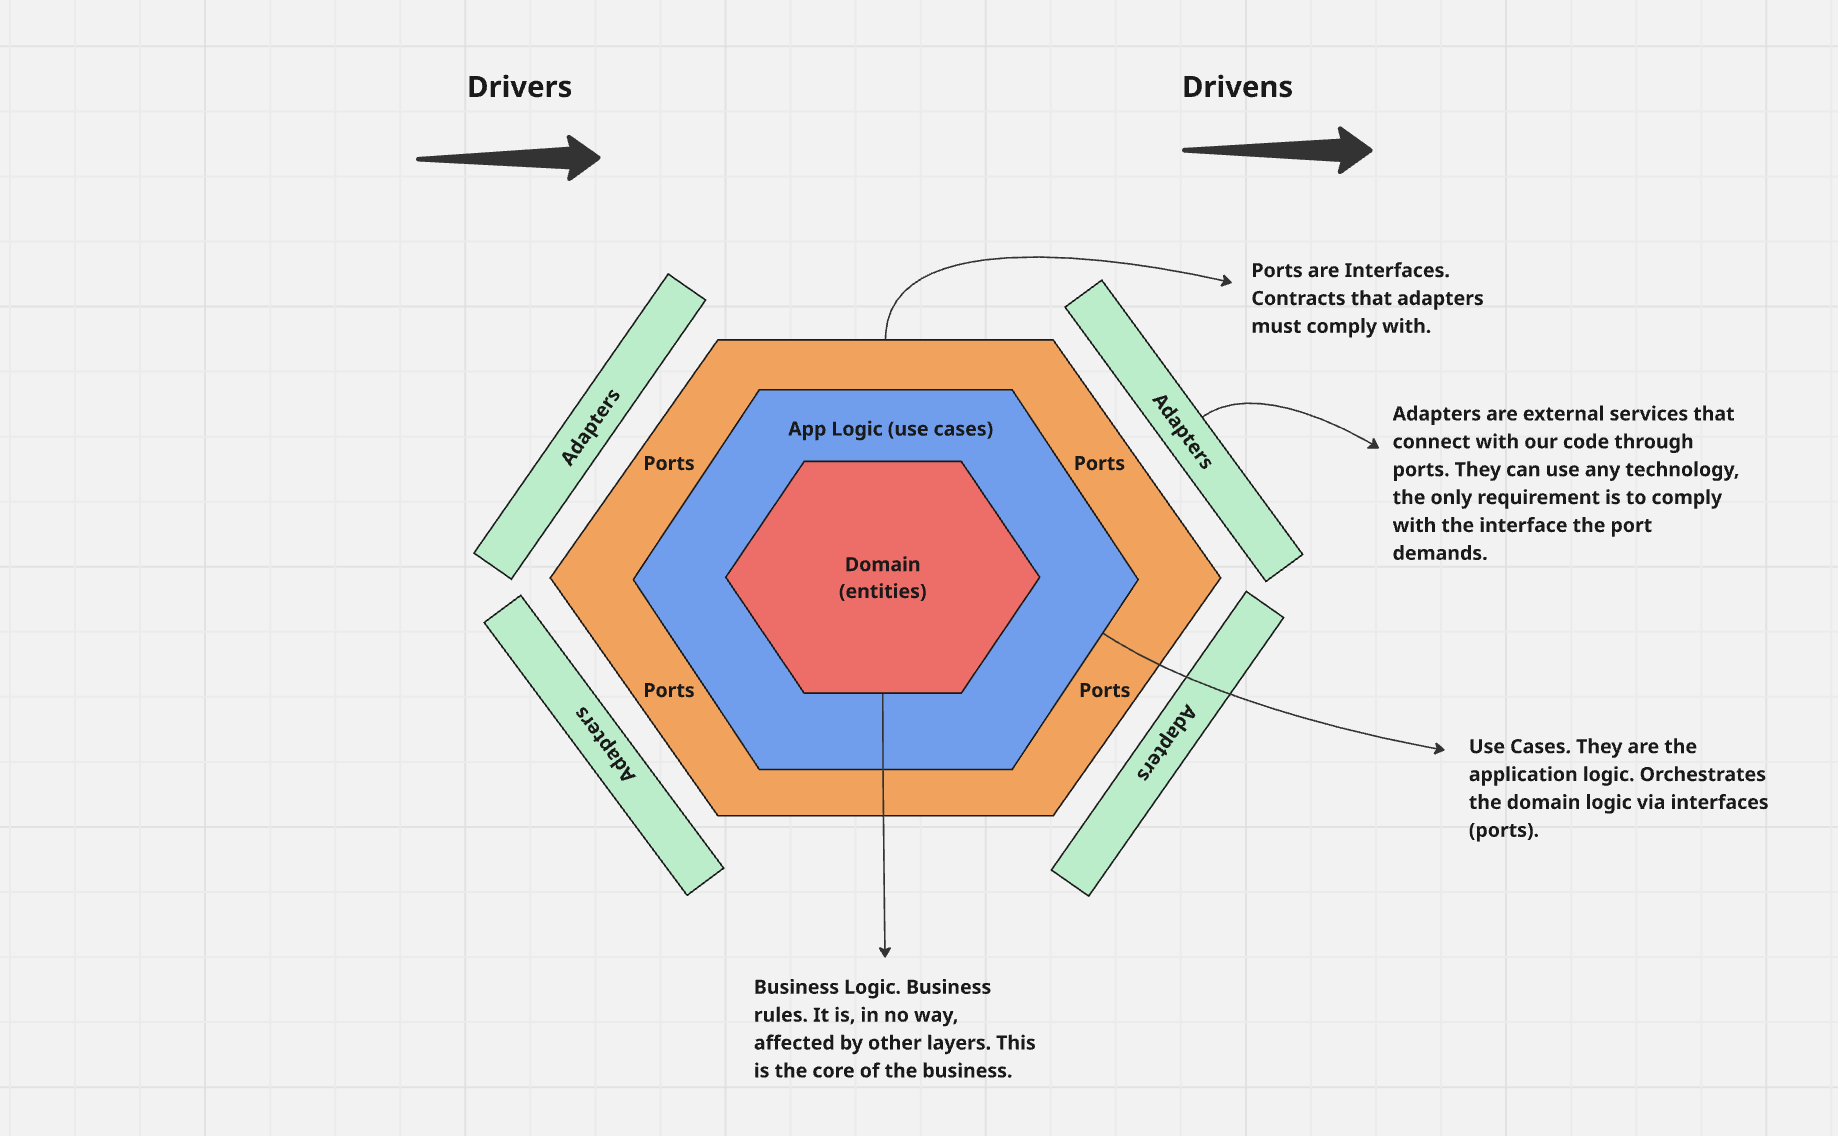 Drivers
Drivens
Ports are Interfaces.
Contracts that adapters
must comply with.
Adapters
Adapters
Adapters are external services that
connect with our code through
ports. They can use any technology,
the only requirement is to comply
with the interface the port
demands.
App Logic (use cases)
Ports
Ports
Domain
(entities)
Ports
Ports
Adapters
Adapters
Use Cases. They are the
application logic. Orchestrates
the domain logic via interfaces
(ports).
Business Logic. Business
rules. It is, in no way,
affected by other layers. This
is the core of the business.